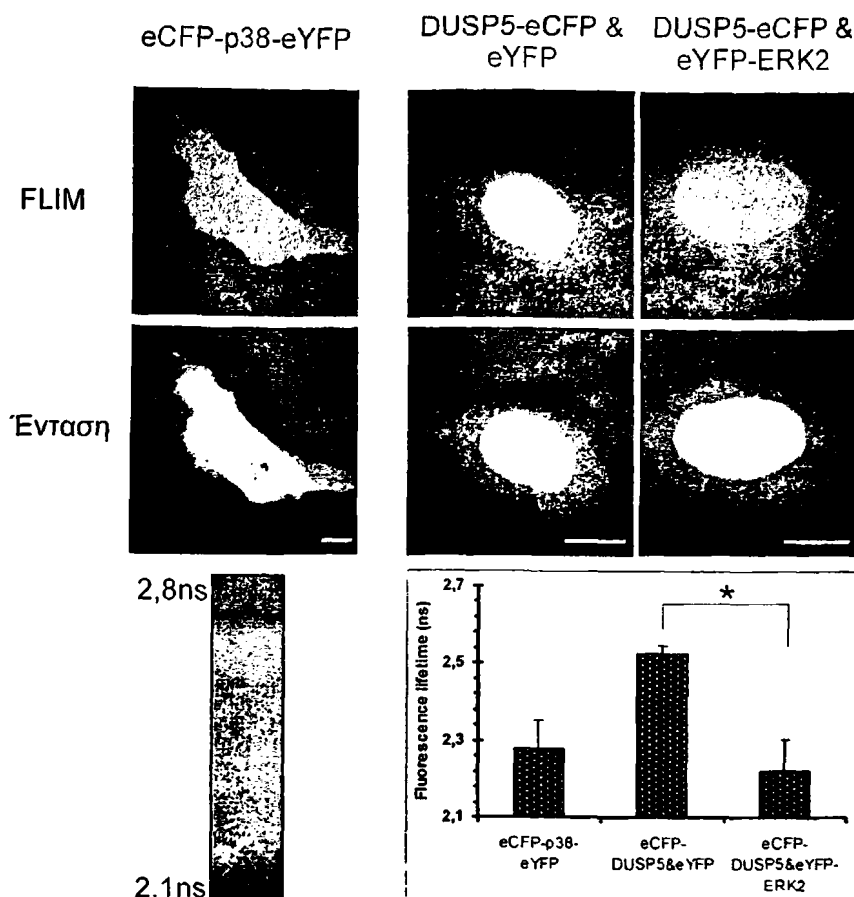 eCFP-p38-eYFP
DUSP5-eCFP &
eYFP
DUSP5-eCFP &
eYFP-ERK2
FLIM
Ένταση
2,8ns
2.1ns
Fluorescence lifetime (ns)
2,7
2,5
2,3
2,1
*
eCFP-p38-
eYFP
eCFP-
DUSP5&eYFP
eCFP-
DUSP5&eYFP-
ERK2